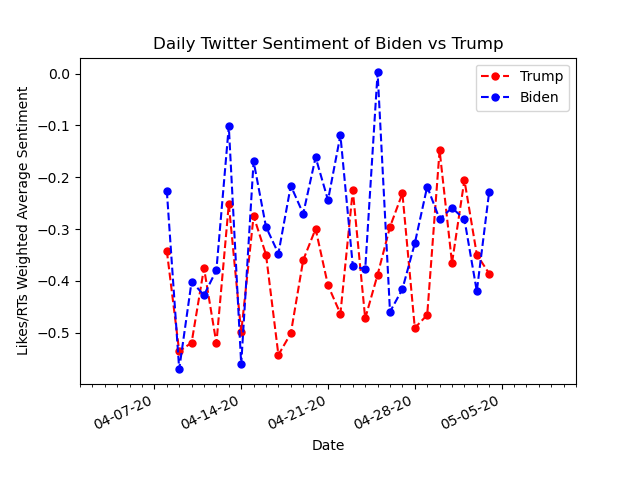 Daily Twitter Sentiment of Biden vs Trump
Likes/RTs Weighted Average Sentiment
0.0
−0.1
−0.2
−0.3
−0.4
−0.5
Trump
Biden
04-07-20
04-14-20
04-21-20
04-28-20
05-05-20
Date